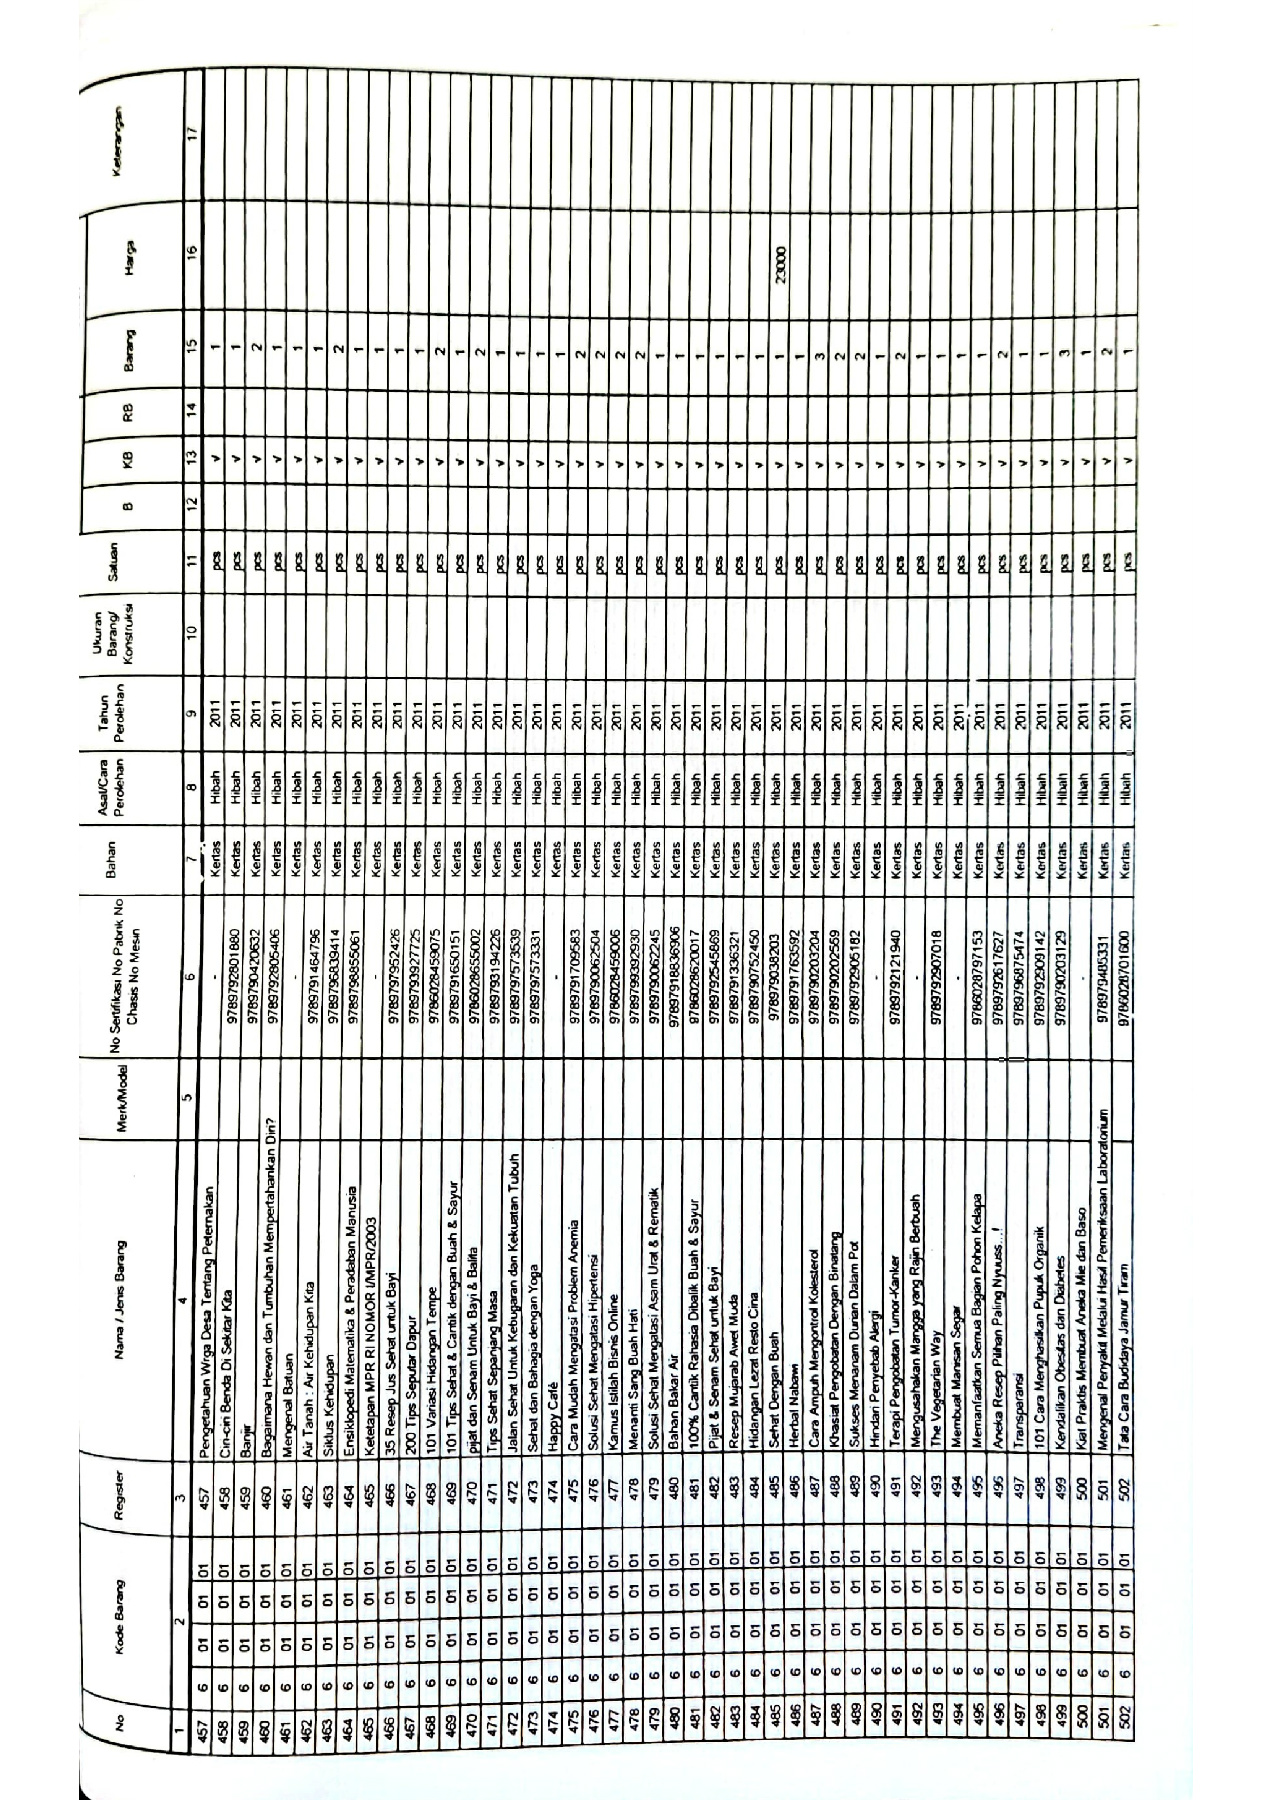 No Kode Barang Register Nama / Jenis Barang Merk/Model No Sertifikasi No Pabrik No Chasis No Mesin Bahan Asal/Cara Perolehan Tahun Perolehan Ukuran Barang/ Konstruksi Satuan B KB RB Barang Harga Keterangan
1 2 3 4 5 6 7 8 9 10 11 12 13 14 15 16 17
457 6 01 01 01 457 Pengetahuan Wrga Desa Tentang Peternakan - Kertas Hibah 2011 pcs v 1
458 6 01 01 01 458 Ciri-ciri Benda Di Sekitar Kita 9789792801880 Kertas Hibah 2011 pcs v 1
459 6 01 01 01 459 Banjir 9789790420632 Kertas Hibah 2011 pcs v 2
460 6 01 01 01 460 Bagaimana Hewan dan Tumbuhan Mempertahankan Diri? 9789792805406 Kertas Hibah 2011 pcs v 1
461 6 01 01 01 461 Mengenal Batuan - Kertas Hibah 2011 pcs v 1
462 6 01 01 01 462 Air Tanah : Air Kehidupan Kita 9789791464796 Kertas Hibah 2011 pcs v 1
463 6 01 01 01 463 Siklus Kehidupan 9789796839414 Kertas Hibah 2011 pcs v 2
464 6 01 01 01 464 Ensiklopedi Matematika & Peradaban Manusia 9789798855061 Kertas Hibah 2011 pcs v 1
465 6 01 01 01 465 Ketetapan MPR RI NOMOR I/MPR/2003 - Kertas Hibah 2011 pcs v 1
466 6 01 01 01 466 35 Resep Jus Sehat untuk Bayi 9789797952426 Kertas Hibah 2011 pcs v 1
467 6 01 01 01 467 200 Tips Seputar Dapur 9789793927725 Kertas Hibah 2011 pcs v 1
468 6 01 01 01 468 101 Variasi Hidangan Tempe 9786028459075 Kertas Hibah 2011 pcs v 2
469 6 01 01 01 469 101 Tips Sehat & Cantik dengan Buah & Sayur 9789791650151 Kertas Hibah 2011 pcs v 1
470 6 01 01 01 470 pijat dan Senam Untuk Bayi & Balita 9786028655002 Kertas Hibah 2011 pcs v 2
471 6 01 01 01 471 Tips Sehat Sepanjang Masa 9789793194226 Kertas Hibah 2011 pcs v 1
472 6 01 01 01 472 Jalan Sehat Untuk Kebugaran dan Kekuatan Tubuh 9789797573539 Kertas Hibah 2011 pcs v 1
473 6 01 01 01 473 Sehat dan Bahagia dengan Yoga 9789797573331 Kertas Hibah 2011 pcs v 1
474 6 01 01 01 474 Happy Café - Kertas Hibah 2011 pcs v 1
475 6 01 01 01 475 Cara Mudah Mengatasi Problem Anemia 9789791709583 Kertas Hibah 2011 pcs v 2
476 6 01 01 01 476 Solusi Sehat Mengatasi Hipertensi 9789790062504 Kertas Hibah 2011 pcs v 2
477 6 01 01 01 477 Kamus Istilah Bisnis Online 9786028459006 Kertas Hibah 2011 pcs v 2
478 6 01 01 01 478 Menanti Sang Buah Hati 9789799392930 Kertas Hibah 2011 pcs v 2
479 6 01 01 01 479 Solusi Sehat Mengatasi Asam Urat & Rematik 9789790062245 Kertas Hibah 2011 pcs v 1
480 6 01 01 01 480 Bahan Bakar Air 97897918836906 Kertas Hibah 2011 pcs v 1
481 6 01 01 01 481 100% Cantik Rahasia Dibalik Buah & Sayur 9786028620017 Kertas Hibah 2011 pcs v 1
482 6 01 01 01 482 Pijat & Senam Sehat untuk Bayi 9789792545869 Kertas Hibah 2011 pcs v 1
483 6 01 01 01 483 Resep Mujarab Awet Muda 9789791336321 Kertas Hibah 2011 pcs v 1
484 6 01 01 01 484 Hidangan Lezat Resto Cina 9789790752450 Kertas Hibah 2011 pcs v 1
485 6 01 01 01 485 Sehat Dengan Buah 978979038203 Kertas Hibah 2011 pcs v 1 23000
486 6 01 01 01 486 Herbal Nabawi 9789791763592 Kertas Hibah 2011 pcs v 1
487 6 01 01 01 487 Cara Ampuh Mengontrol Kolesterol 9789790203204 Kertas Hibah 2011 pcs v 3
488 6 01 01 01 488 Khasiat Pengobatan Dengan Binatang 9789790202559 Kertas Hibah 2011 pcs v 2
489 6 01 01 01 489 Sukses Menanam Durian Dalam Pot 9789792905182 Kertas Hibah 2011 pcs v 2
490 6 01 01 01 490 Hindari Penyebab Alergi - Kertas Hibah 2011 pcs v 1
491 6 01 01 01 491 Terapi Pengobatan Tumor-Kanker 9789792121940 Kertas Hibah 2011 pcs v 2
492 6 01 01 01 492 Mengusahakan Mangga yang Rajin Berbuah - Kertas Hibah 2011 pcs v 1
493 6 01 01 01 493 The Vegetarian Way 9789792907018 Kertas Hibah 2011 pcs v 1
494 6 01 01 01 494 Membuat Manisan Segar - Kertas Hibah 2011 pcs v 1
495 6 01 01 01 495 Memanfaatkan Semua Bagian Pohon Kelapa 9786028797153 Kertas Hibah 2011 pcs v 1
496 6 01 01 01 496 Aneka Resep Pilihan Paling Nyuuss...! 9789792617627 Kertas Hibah 2011 pcs v 2
497 6 01 01 01 497 Transparansi 9789796875474 Kertas Hibah 2011 pcs v 1
498 6 01 01 01 498 101 Cara Menghasilkan Pupuk Organik 9789792909142 Kertas Hibah 2011 pcs v 1
499 6 01 01 01 499 Kendalikan Obesitas dan Diabetes 9789790203129 Kertas Hibah 2011 pcs v 3
500 6 01 01 01 500 Kiat Praktis Membuat Aneka Mie dan Baso - Kertas Hibah 2011 pcs v 1
501 6 01 01 01 501 Mengenal Penyakit Melalui Hasil Pemeriksaan Laboratorium 978979485331 Kertas Hibah 2011 pcs v 2
502 6 01 01 01 502 Tata Cara Budidaya Jamur Tiram 9786028701600 Kertas Hibah 2011 pcs v 1